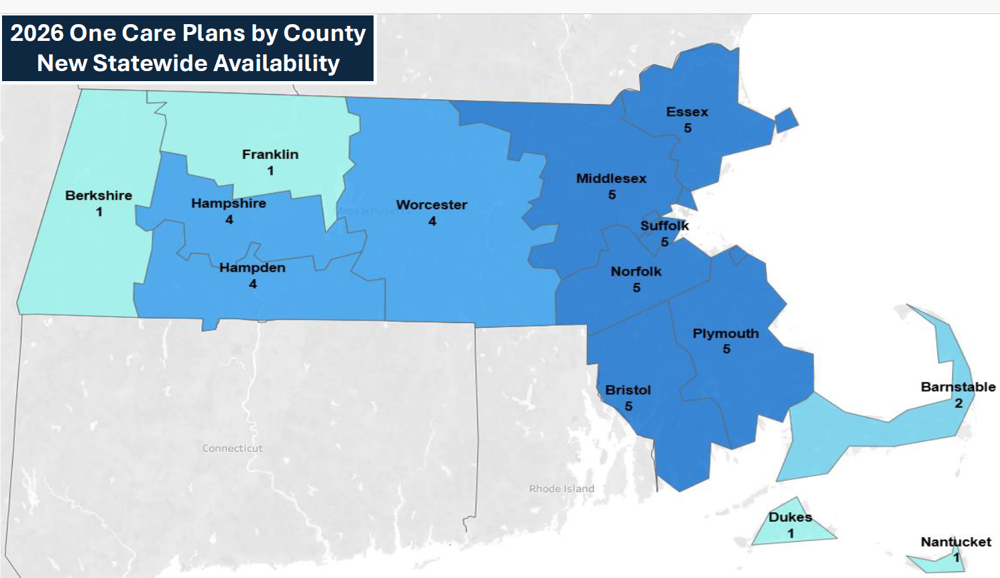 2026 One Care Plans by County
New Statewide Availability
Essex
5
Franklin
1
Middlesex
5
Berkshire
1
Hampshire
4
Worcester
4
Massachusetts
Suffolk
5
Hampden
4
Norfolk
5
Plymouth
5
Bristol
5
Barnstable
2
Connecticut
Rhode Island
Dukes
1
Nantucket
1